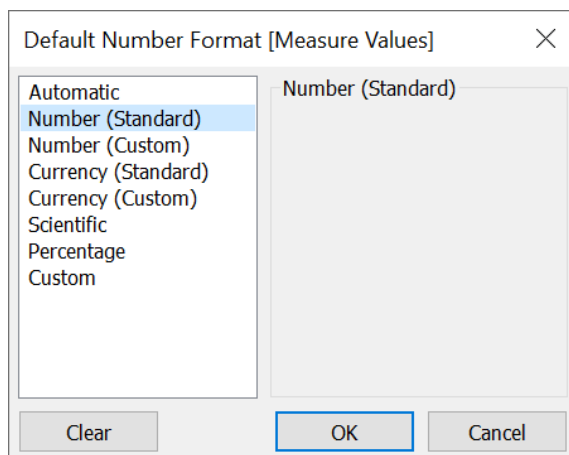 Default Number Format [Measure Values]
Automatic
Number (Standard)
Number (Custom)
Currency (Standard)
Currency (Custom)
Scientific
Percentage
Custom
Number (Standard)
Clear
OK
Cancel